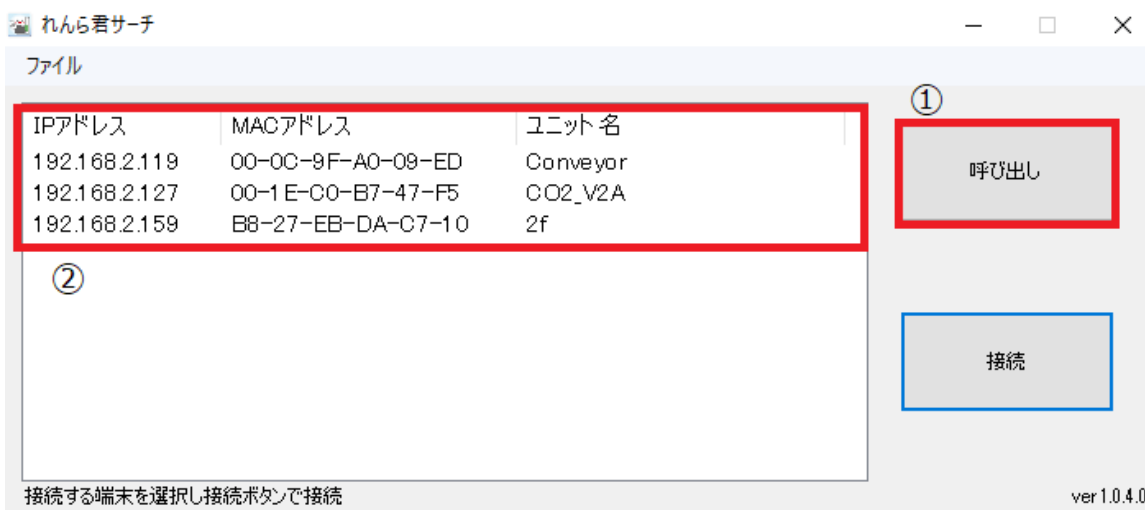 れんら君サーチ
ファイル
①
IPアドレス MACアドレス ユニット名
192.168.2.119 00-0C-9F-A0-09-ED Conveyor
192.168.2.127 00-1E-C0-B7-47-F5 CO2_V2A
192.168.2.159 B8-27-EB-DA-C7-10 2f
呼び出し
②
接続
接続する端末を選択し接続ボタンで接続
ver1.0.4.0